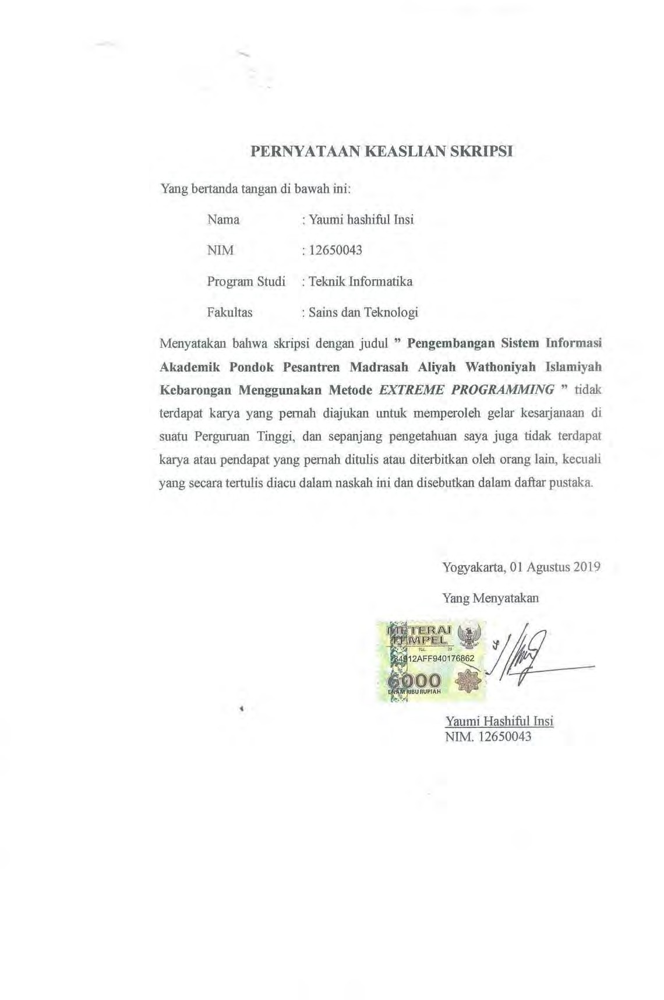 PERNYATAAN KEASLIAN SKRIPSI
Yang bertanda tangan di bawah ini:
Nama : Yaumi hashiful Insi
NIM : 12650043
Program Studi : Teknik Informatika
Fakultas : Sains dan Teknologi
Menyatakan bahwa skripsi dengan judul ” Pengembangan Sistem Informasi
Akademik Pondok Pesantren Madrasah Aliyah Wathoniyah Islamiyah
Kebarongan Menggunakan Metode EXTREME PROGRAMMING ” tidak
terdapat karya yang pernah diajukan untuk memperoleh gelar kesarjanaan di
suatu Perguruan Tinggi, dan sepanjang pengetahuan saya juga tidak terdapat
karya atau pendapat yang pernah ditulis atau diterbitkan oleh orang lain, kecuali
yang secara tertulis diacu dalam naskah ini dan disebutkan dalam daftar pustaka.
Yogyakarta, 01 Agustus 2019
Yang Menyatakan
METERAI
TEMPEL
TGL 20
6000
ENAM RIBU RUPIAH
Yaumi Hashiful Insi
NIM. 12650043